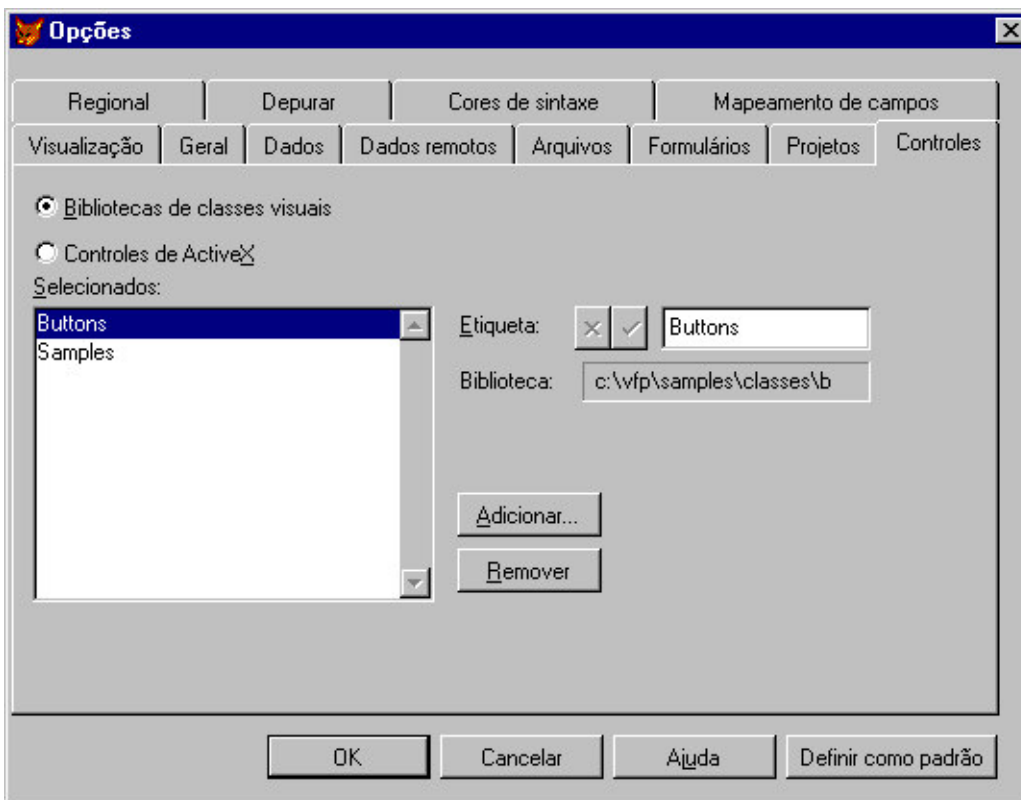 Opções
Regional Depurar Cores de sintaxe Mapeamento de campos
Visualização Geral Dados Dados remotos Arquivos Formulários Projetos Controles
Bibliotecas de classes visuais
Controles de ActiveX
Selecionados:
Buttons
Samples
Etiqueta: Buttons
Biblioteca: c:\vfp\samples\classes\b
Adicionar...
Remover
OK Cancelar Ajuda Definir como padrão